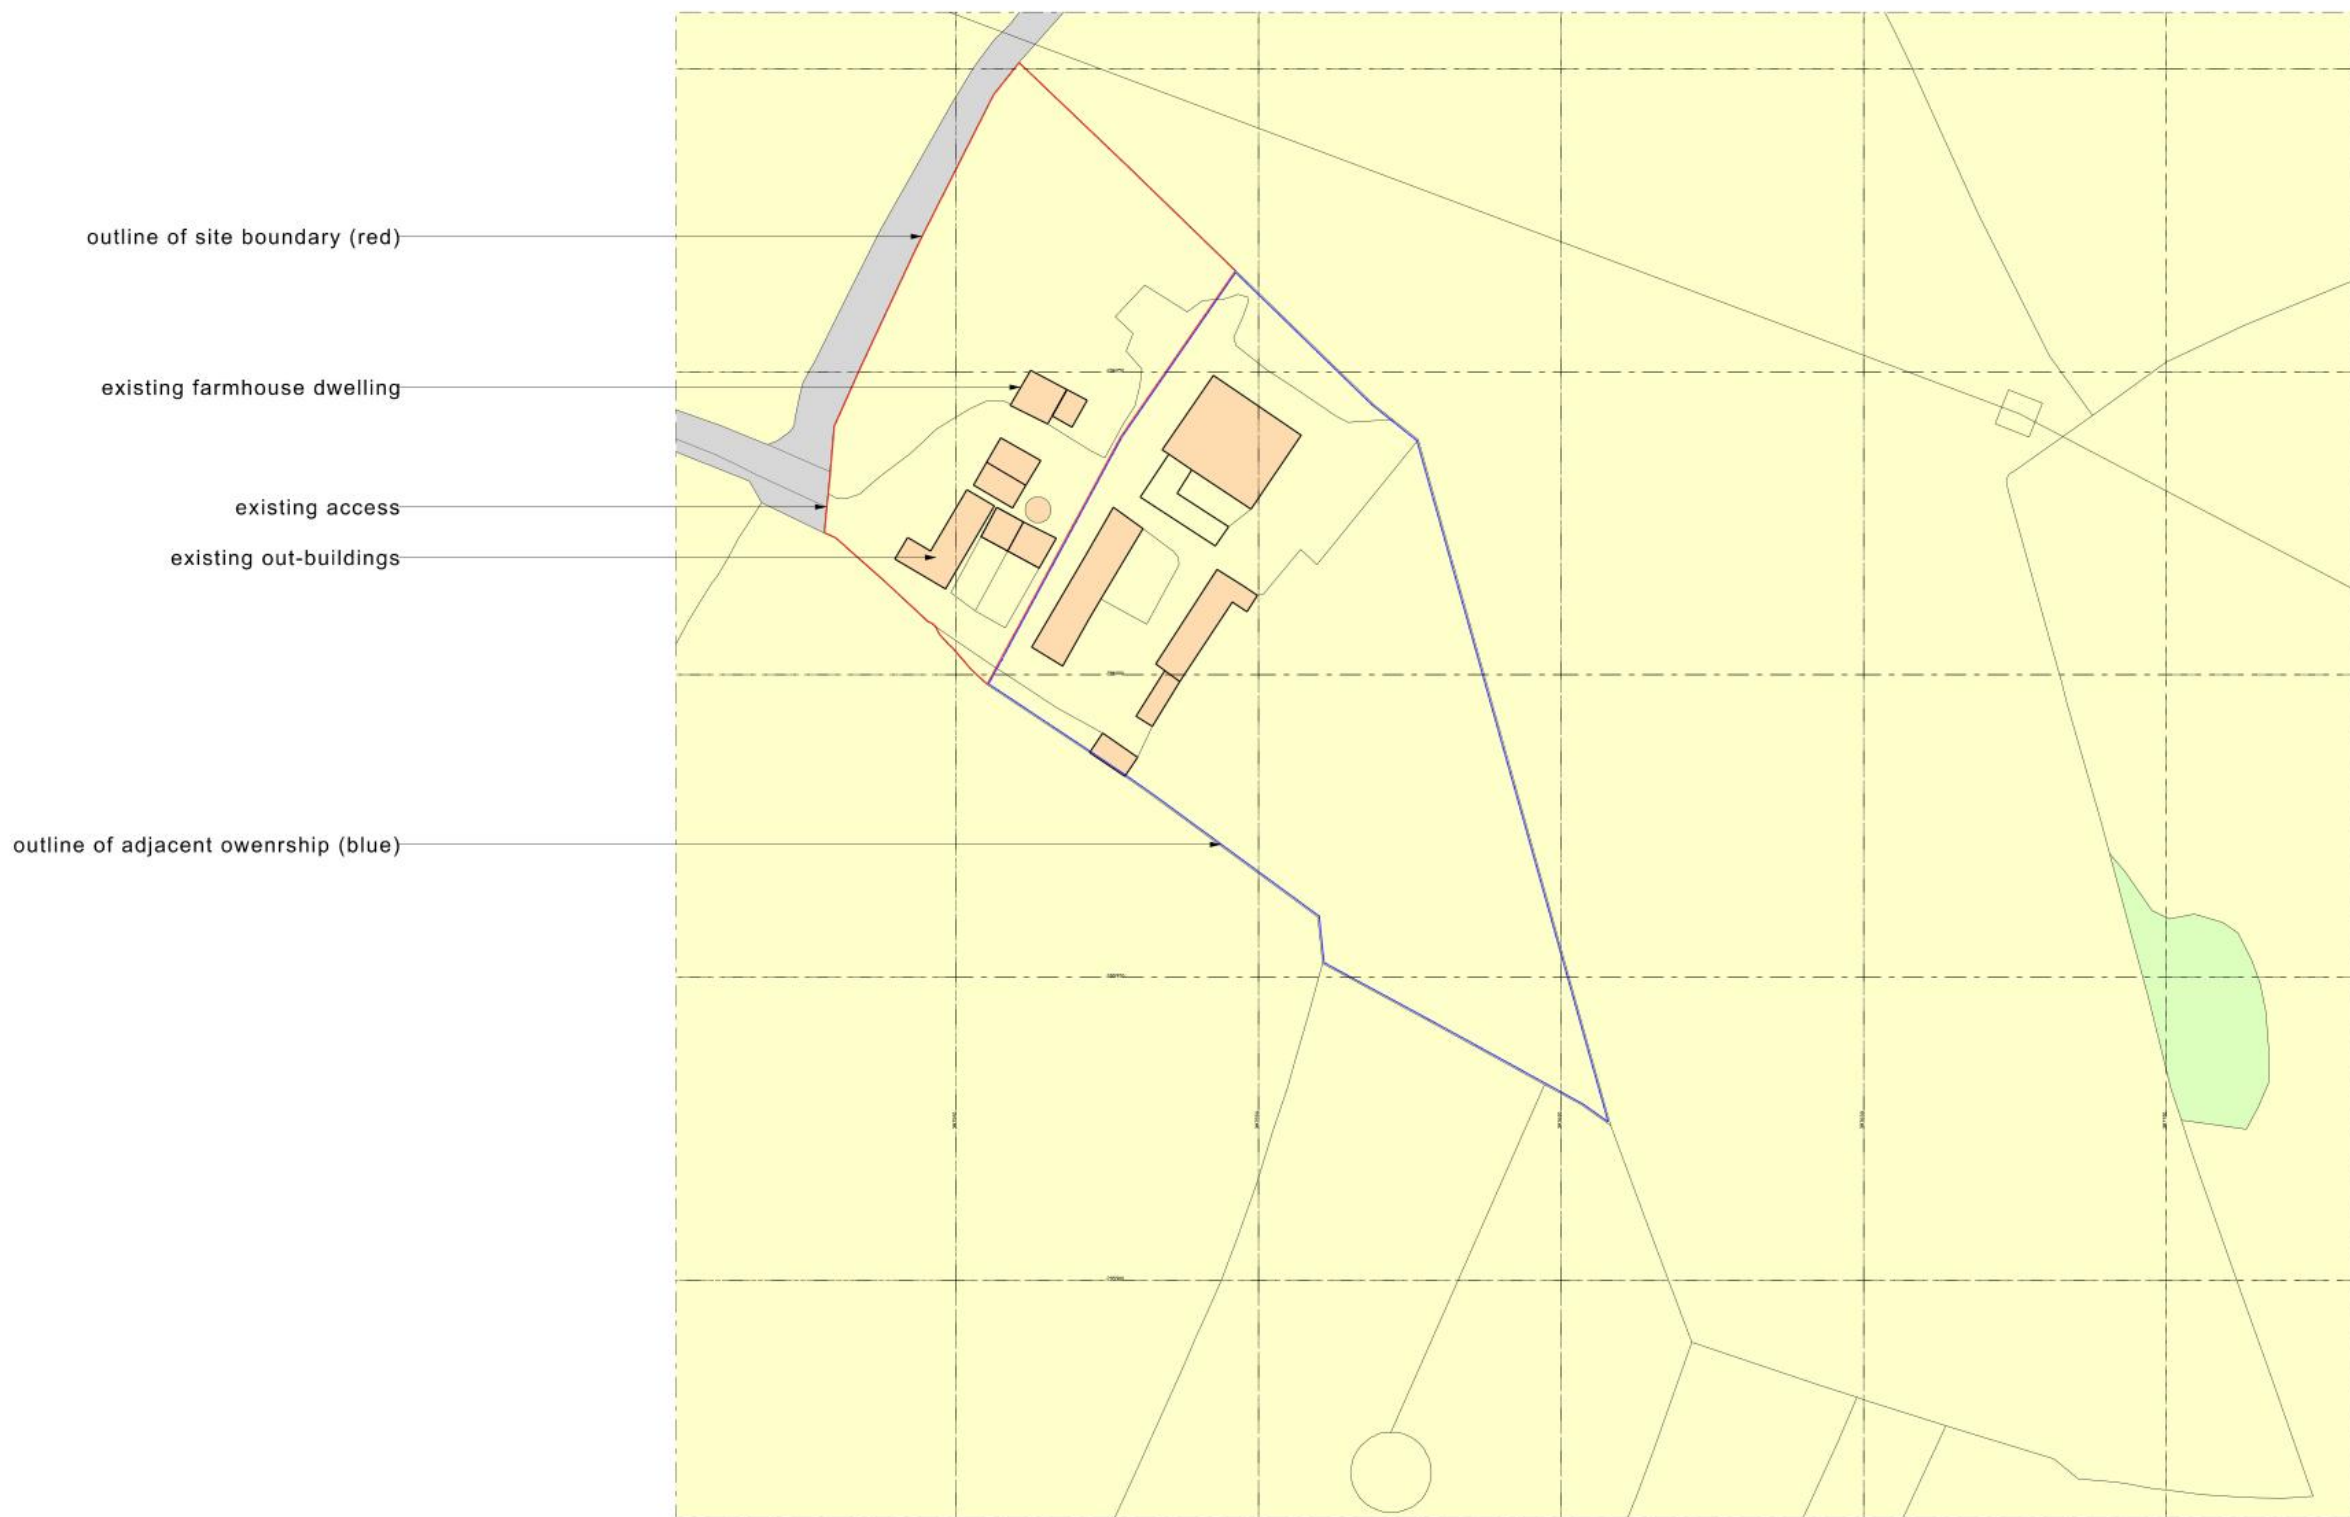 outline of site boundary (red)
existing farmhouse dwelling
existing access
existing out-buildings
outline of adjacent owenrship (blue)